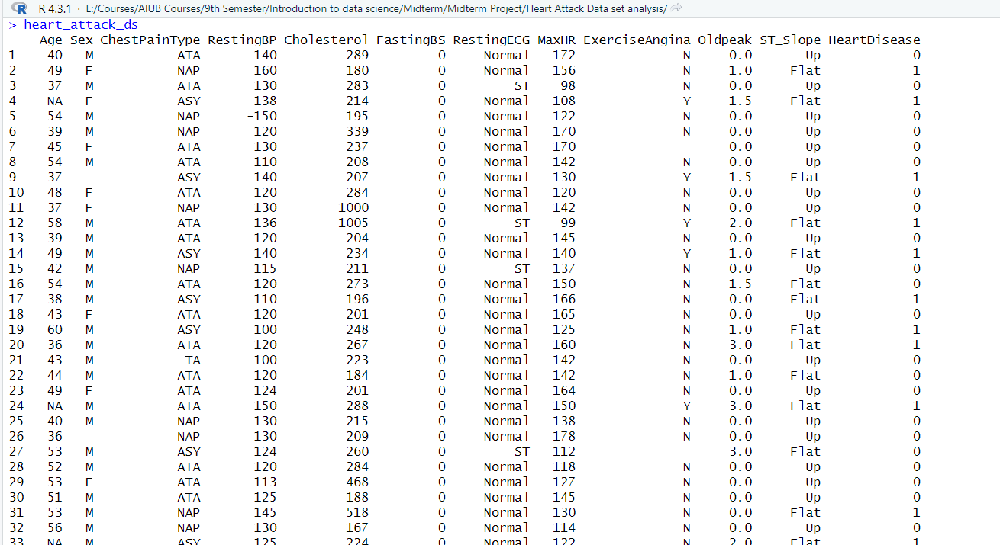 R 4.3.1 · E:/Courses/AIUB Courses/9th Semester/Introduction to data science/Midterm/Midterm Project/Heart Attack Data set analysis/
> heart_attack_ds
Age Sex ChestPainType RestingBP Cholesterol FastingBS RestingECG MaxHR ExerciseAngina Oldpeak ST_Slope HeartDisease
1 40 M ATA 140 289 0 Normal 172 N 0.0 Up 0
2 49 F NAP 160 180 0 Normal 156 N 1.0 Flat 1
3 37 M ATA 130 283 0 ST 98 N 0.0 Up 0
4 NA F ASY 138 214 0 Normal 108 Y 1.5 Flat 1
5 54 M NAP -150 195 0 Normal 122 N 0.0 Up 0
6 39 M NAP 120 339 0 Normal 170 N 0.0 Up 0
7 45 F ATA 130 237 0 Normal 170 0.0 Up 0
8 54 M ATA 110 208 0 Normal 142 N 0.0 Up 0
9 37 ASY 140 207 0 Normal 130 Y 1.5 Flat 1
10 48 F ATA 120 284 0 Normal 120 N 0.0 Up 0
11 37 F NAP 130 1000 0 Normal 142 N 0.0 Up 0
12 58 M ATA 136 1005 0 ST 99 Y 2.0 Flat 1
13 39 M ATA 120 204 0 Normal 145 N 0.0 Up 0
14 49 M ASY 140 234 0 Normal 140 Y 1.0 Flat 1
15 42 M NAP 115 211 0 ST 137 N 0.0 Up 0
16 54 M ATA 120 273 0 Normal 150 N 1.5 Flat 0
17 38 M ASY 110 196 0 Normal 166 N 0.0 Flat 1
18 43 F ATA 120 201 0 Normal 165 N 0.0 Up 0
19 60 M ASY 100 248 0 Normal 125 N 1.0 Flat 1
20 36 M ATA 120 267 0 Normal 160 N 3.0 Flat 1
21 43 M TA 100 223 0 Normal 142 N 0.0 Up 0
22 44 M ATA 120 184 0 Normal 142 N 1.0 Flat 0
23 49 F ATA 124 201 0 Normal 164 N 0.0 Up 0
24 NA M ATA 150 288 0 Normal 150 Y 3.0 Flat 1
25 40 M NAP 130 215 0 Normal 138 N 0.0 Up 0
26 36 NAP 130 209 0 Normal 178 N 0.0 Up 0
27 53 M ASY 124 260 0 ST 112 3.0 Flat 0
28 52 M ATA 120 284 0 Normal 118 N 0.0 Up 0
29 53 F ATA 113 468 0 Normal 127 N 0.0 Up 0
30 51 M ATA 125 188 0 Normal 145 N 0.0 Up 0
31 53 M NAP 145 518 0 Normal 130 N 0.0 Flat 1
32 56 M NAP 130 167 0 Normal 114 N 0.0 Up 0
33 NA M ASY 125 224 0 Normal 122 N 2.0 Flat 1